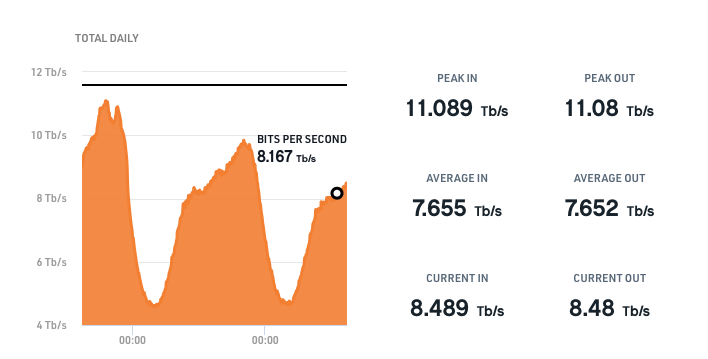 TOTAL DAILY
12 Tb/s
10 Tb/s
8 Tb/s
6 Tb/s
4 Tb/s
BITS PER SECOND
8.167 Tb/s
00:00
00:00
PEAK IN
11.089 Tb/s
PEAK OUT
11.08 Tb/s
AVERAGE IN
7.655 Tb/s
AVERAGE OUT
7.652 Tb/s
CURRENT IN
8.489 Tb/s
CURRENT OUT
8.48 Tb/s